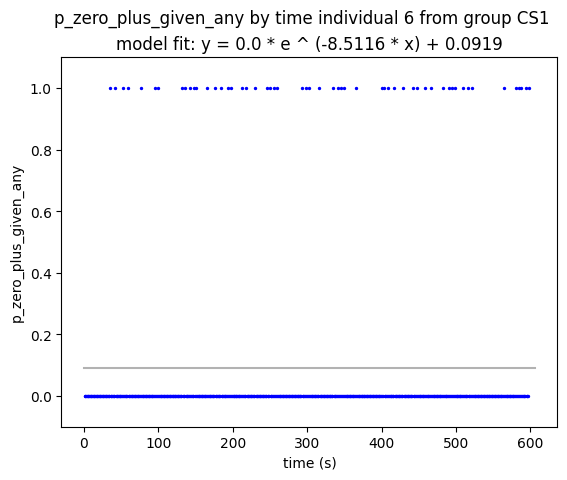 p_zero_plus_given_any by time individual 6 from group CS1
model fit: y = 0.0 * e ^ (-8.5116 * x) + 0.0919
1.0
0.8
0.6
0.4
0.2
0.0
p_zero_plus_given_any
0 100 200 300 400 500 600
time (s)